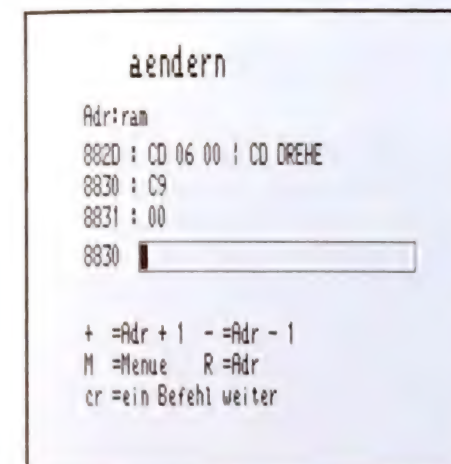 aendern
Adr:ram
882D : CD 06 00 | CD DREHE
8830 : C9
8831 : 00
8830
+ =Adr + 1 - =Adr - 1
M =Menue R =Adr
cr =ein Befehl weiter